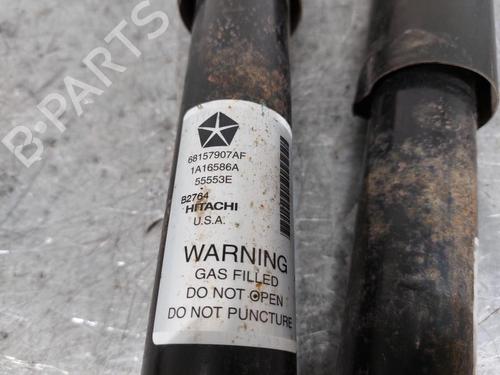 B-Parts
68157907AF
1A16586A
55553E
B2764
HITACHI
U.S.A.
WARNING
GAS FILLED
DO NOT OPEN
DO NOT PUNCTURE